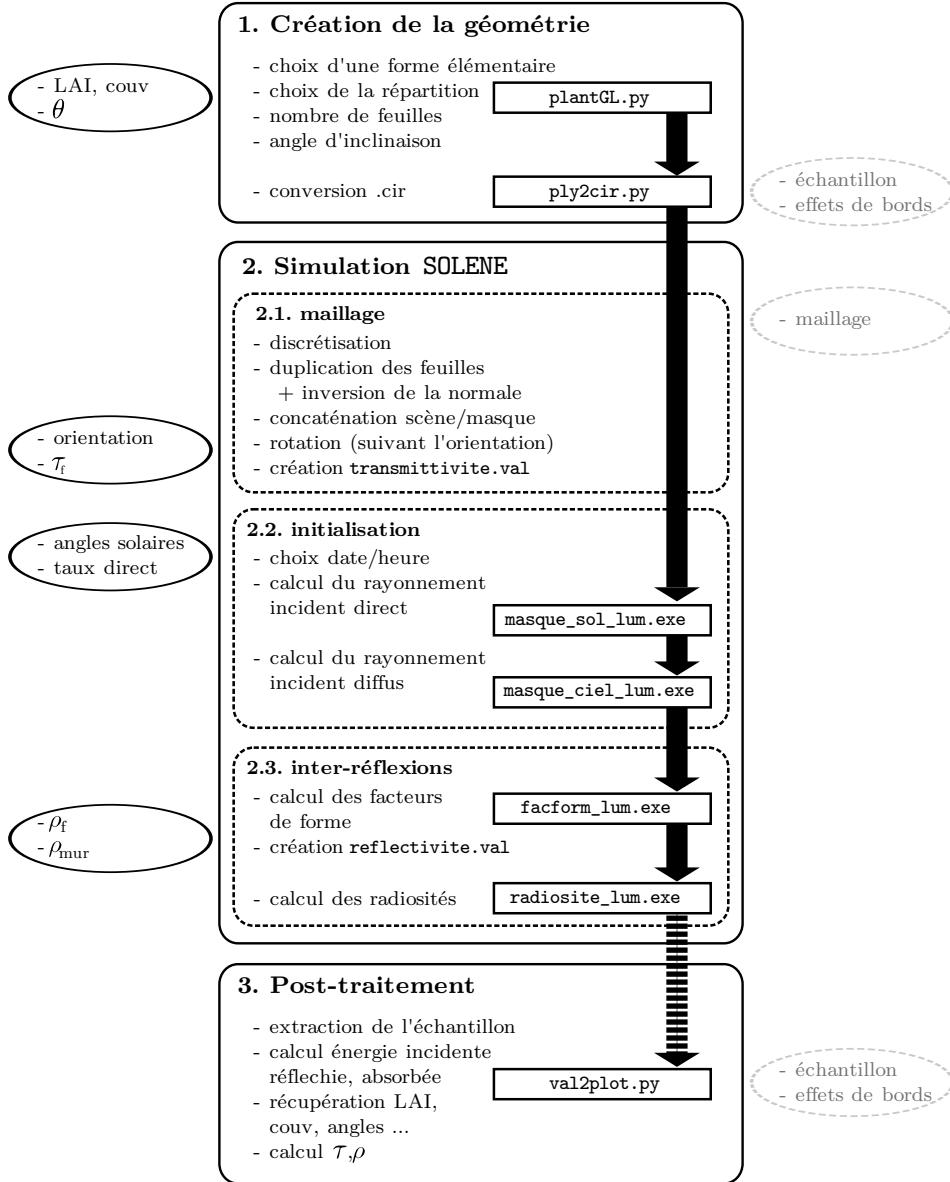 1. Création de la géométrie
- LAI, couv
- θ
- choix d'une forme élémentaire
- choix de la répartition
- nombre de feuilles
- angle d'inclinaison
plantGL.py
- conversion .cir
ply2cir.py
- échantillon
- effets de bords
2. Simulation SOLENE
2.1. maillage
- discrétisation
- duplication des feuilles
+ inversion de la normale
- concaténation scène/masque
- rotation (suivant l'orientation)
- création transmittivite.val
- maillage
- orientation
- τf
2.2. initialisation
- angles solaires
- taux direct
- choix date/heure
- calcul du rayonnement
incident direct
masque_sol_lum.exe
- calcul du rayonnement
incident diffus
masque_ciel_lum.exe
2.3. inter-réflexions
- ρf
- ρmur
- calcul des facteurs
de forme
facform_lum.exe
- création reflectivite.val
- calcul des radiosités
radiosite_lum.exe
3. Post-traitement
- extraction de l'échantillon
- calcul énergie incidente
réflechie, absorbée
- récupération LAI,
couv, angles ...
- calcul τ,ρ
val2plot.py
- échantillon
- effets de bords